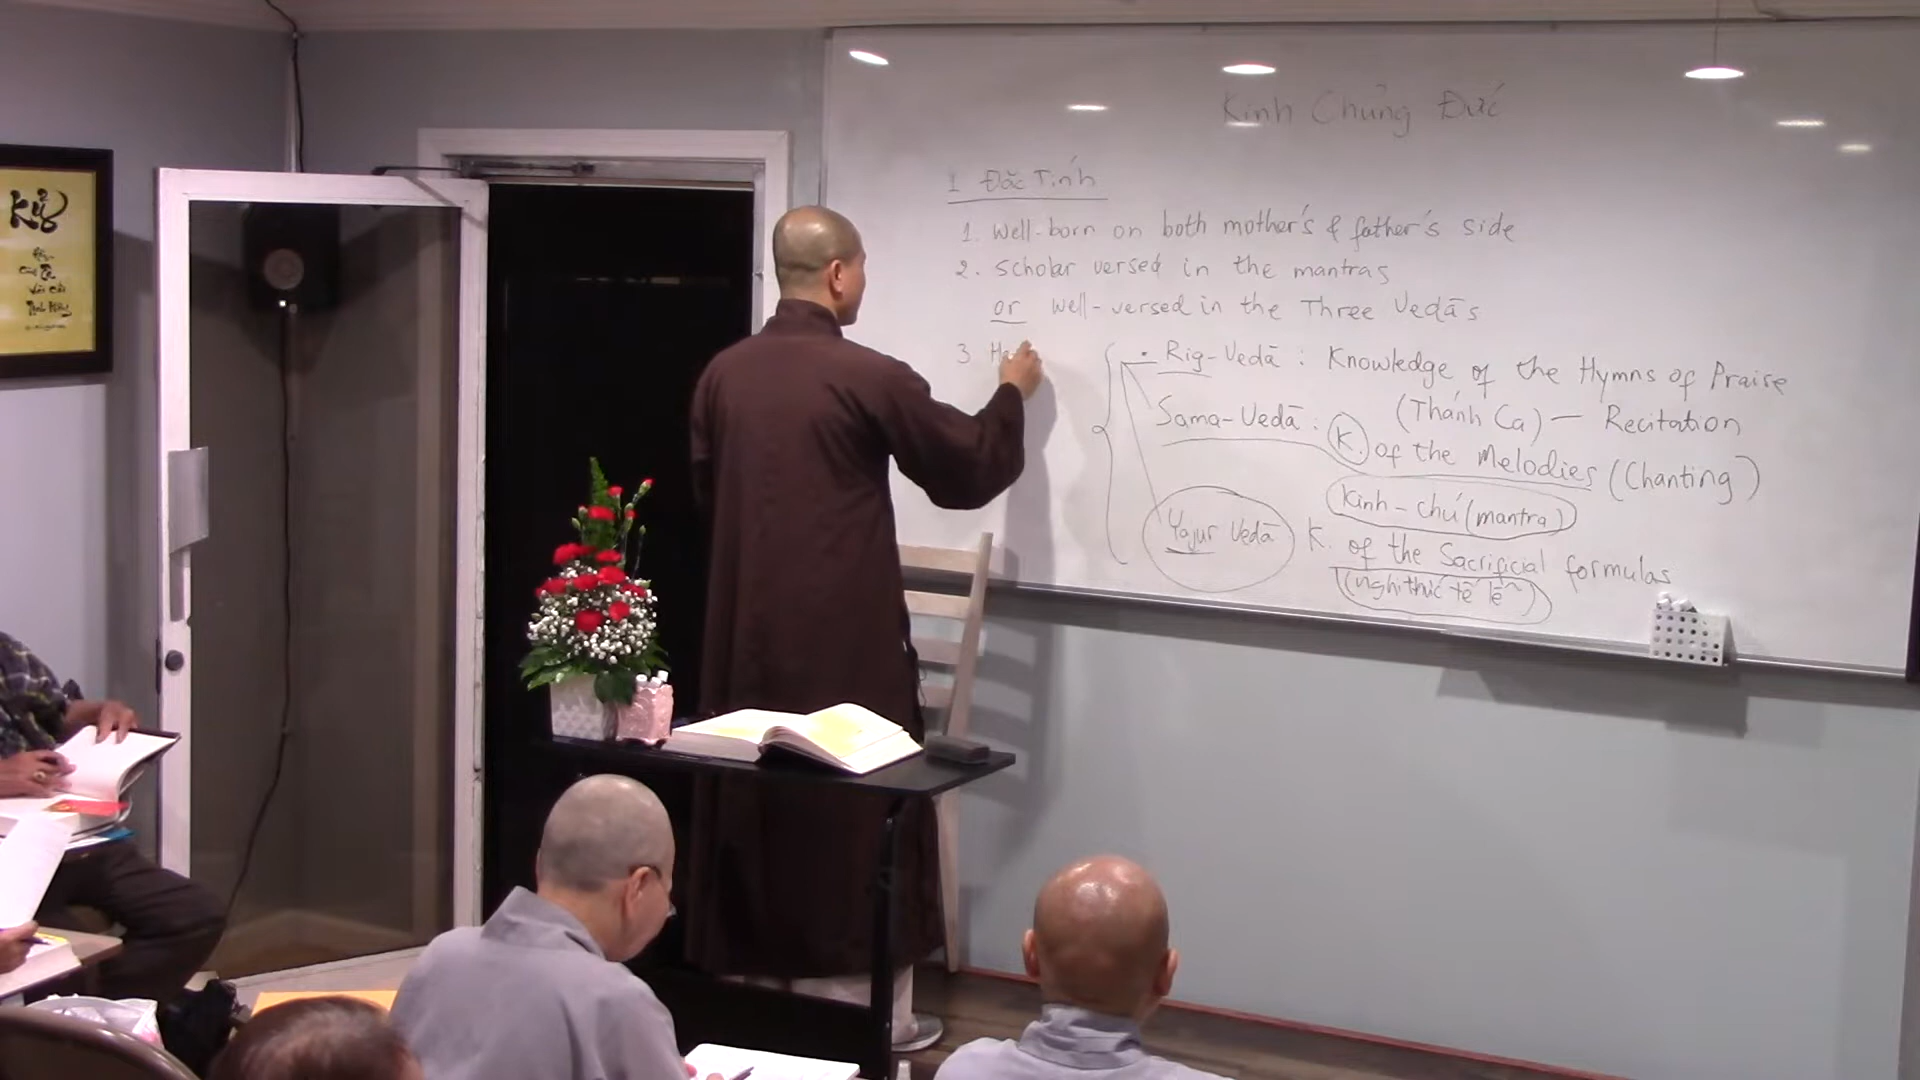 Kinh Chủng Đức
I Đặc Tính
1. Well-born on both mother's & father's side
2. Scholar versed in the mantras
or well-versed in the Three Vedās
3 Ha
Rig-Vedā : Knowledge of the Hymns of Praise
(Thánh Ca) — Recitation
Sama-Vedā : K. of the Melodies (Chanting)
Kinh - chú (mantra)
Yajur Vedā K. of the Sacrificial formulas
(nghi thức tế lễ)